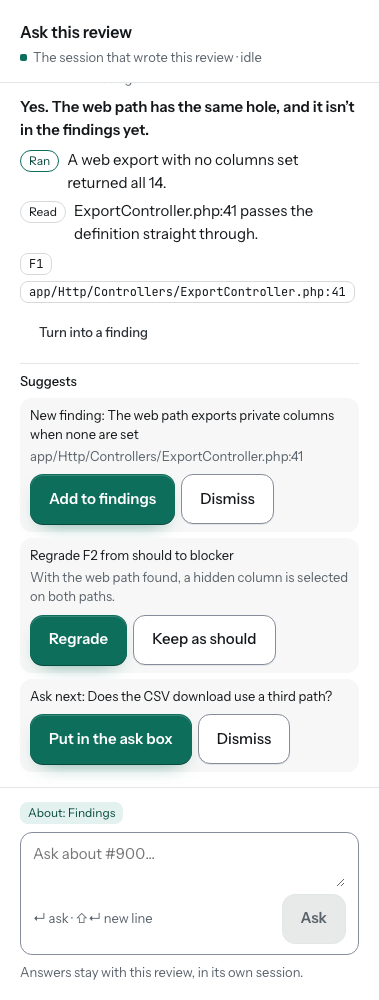 Ask this review
The session that wrote this review · idle
Yes. The web path has the same hole, and it isn't
in the findings yet.
Ran A web export with no columns set
returned all 14.
Read ExportController.php:41 passes the
definition straight through.
F1
app/Http/Controllers/ExportController.php:41
Turn into a finding
Suggests
New finding: The web path exports private columns
when none are set
app/Http/Controllers/ExportController.php:41
Add to findings Dismiss
Regrade F2 from should to blocker
With the web path found, a hidden column is selected
on both paths.
Regrade Keep as should
Ask next: Does the CSV download use a third path?
Put in the ask box Dismiss
About: Findings
Ask about #900...
↵ ask · ⇧↵ new line Ask
Answers stay with this review, in its own session.